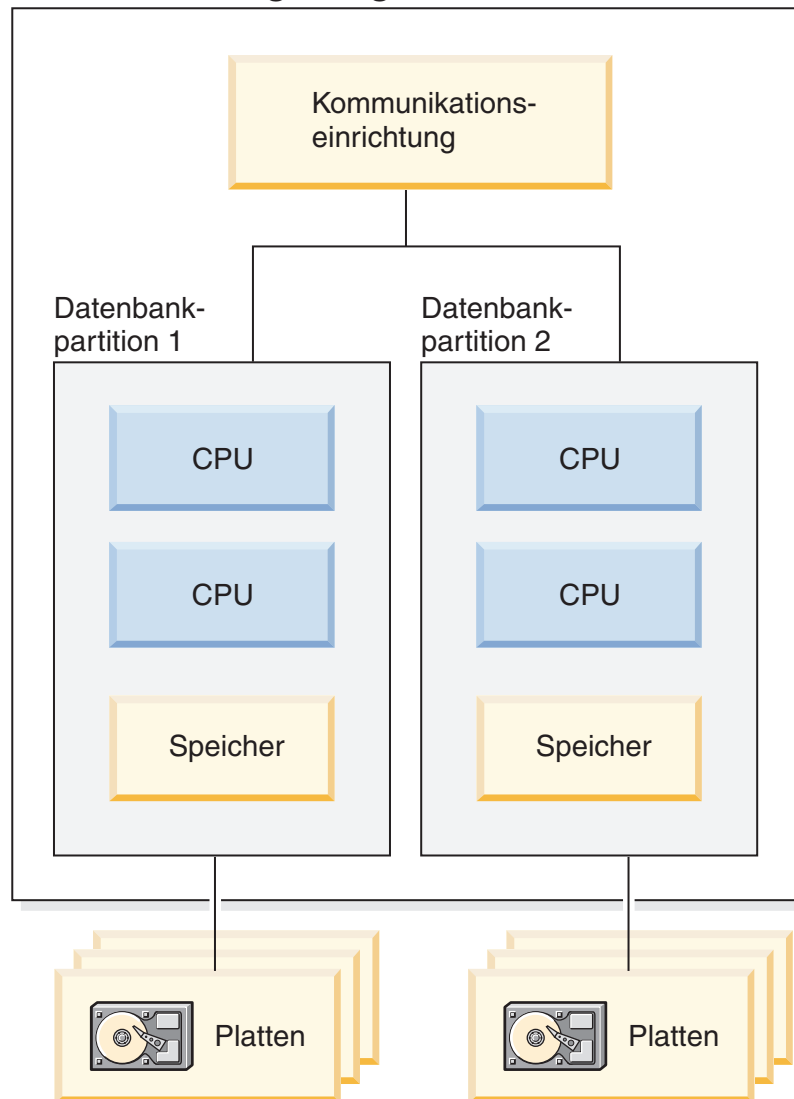 Kommunikations-
einrichtung
Datenbank-
partition 1
Datenbank-
partition 2
CPU
CPU
CPU
CPU
Speicher
Speicher
Platten
Platten